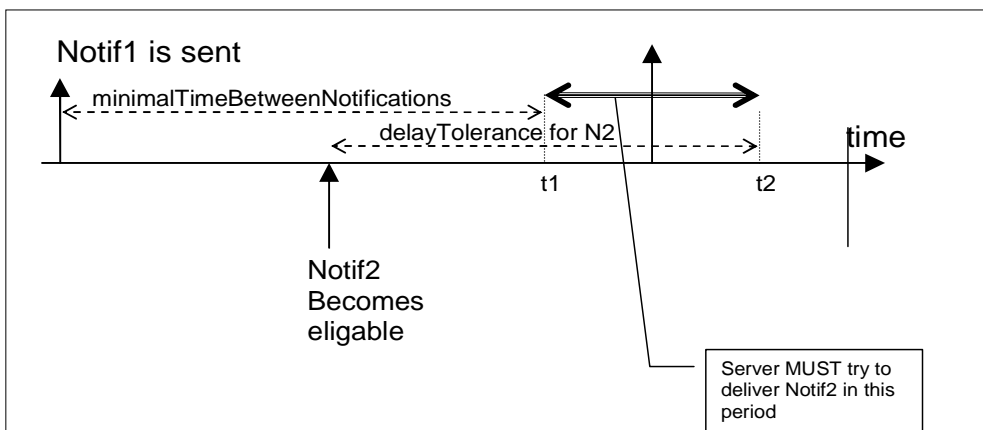 Notif1 is sent
minimalTimeBetweenNotifications
delayTolerance for N2
time
t1
t2
Notif2
Becomes
eligable
Server MUST try to
deliver Notif2 in this
period